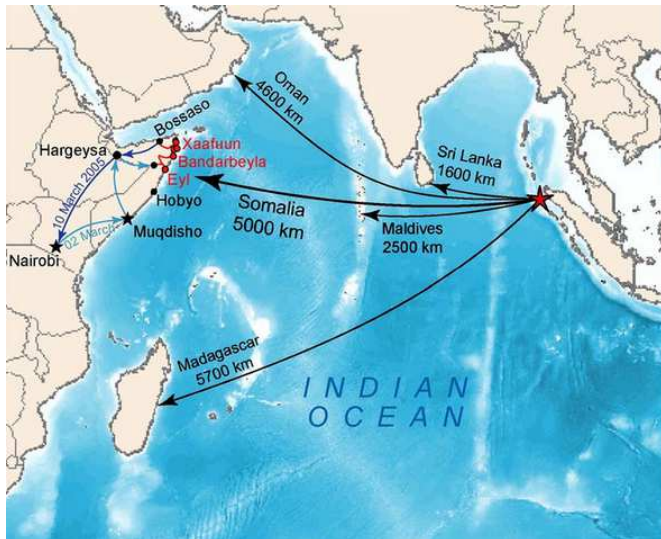 Oman
4600 km
Bossaso
Hargeysa
Xaafuun
Bandarbeyla
Eyl
Sri Lanka
1600 km
Hobyo
Somalia
5000 km
10 March 2005
02 March
Muqdisho
Maldives
2500 km
Nairobi
Madagascar
5700 km
INDIAN
OCEAN